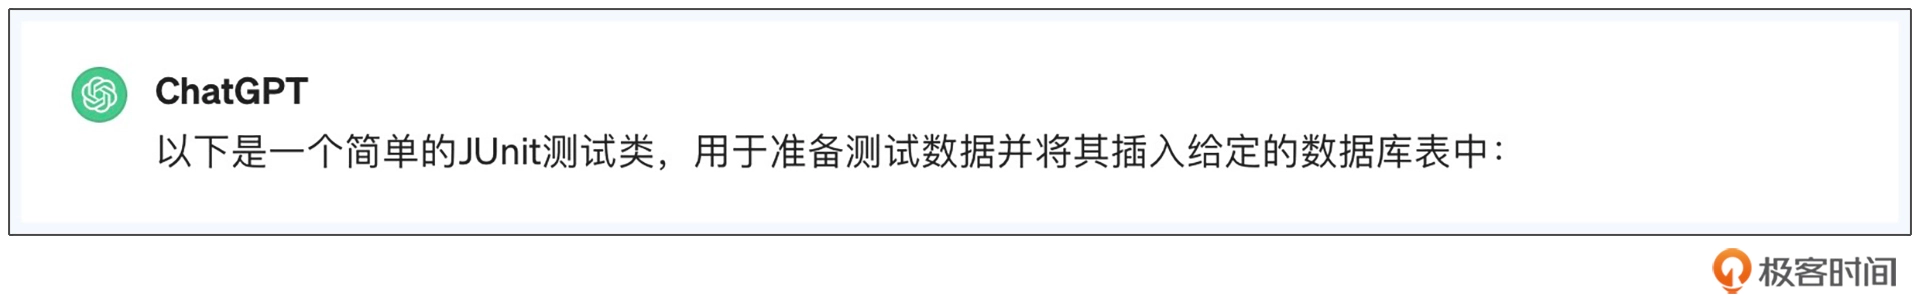 ChatGPT
以下是一个简单的JUnit测试类，用于准备测试数据并将其插入给定的数据库表中：
极客时间